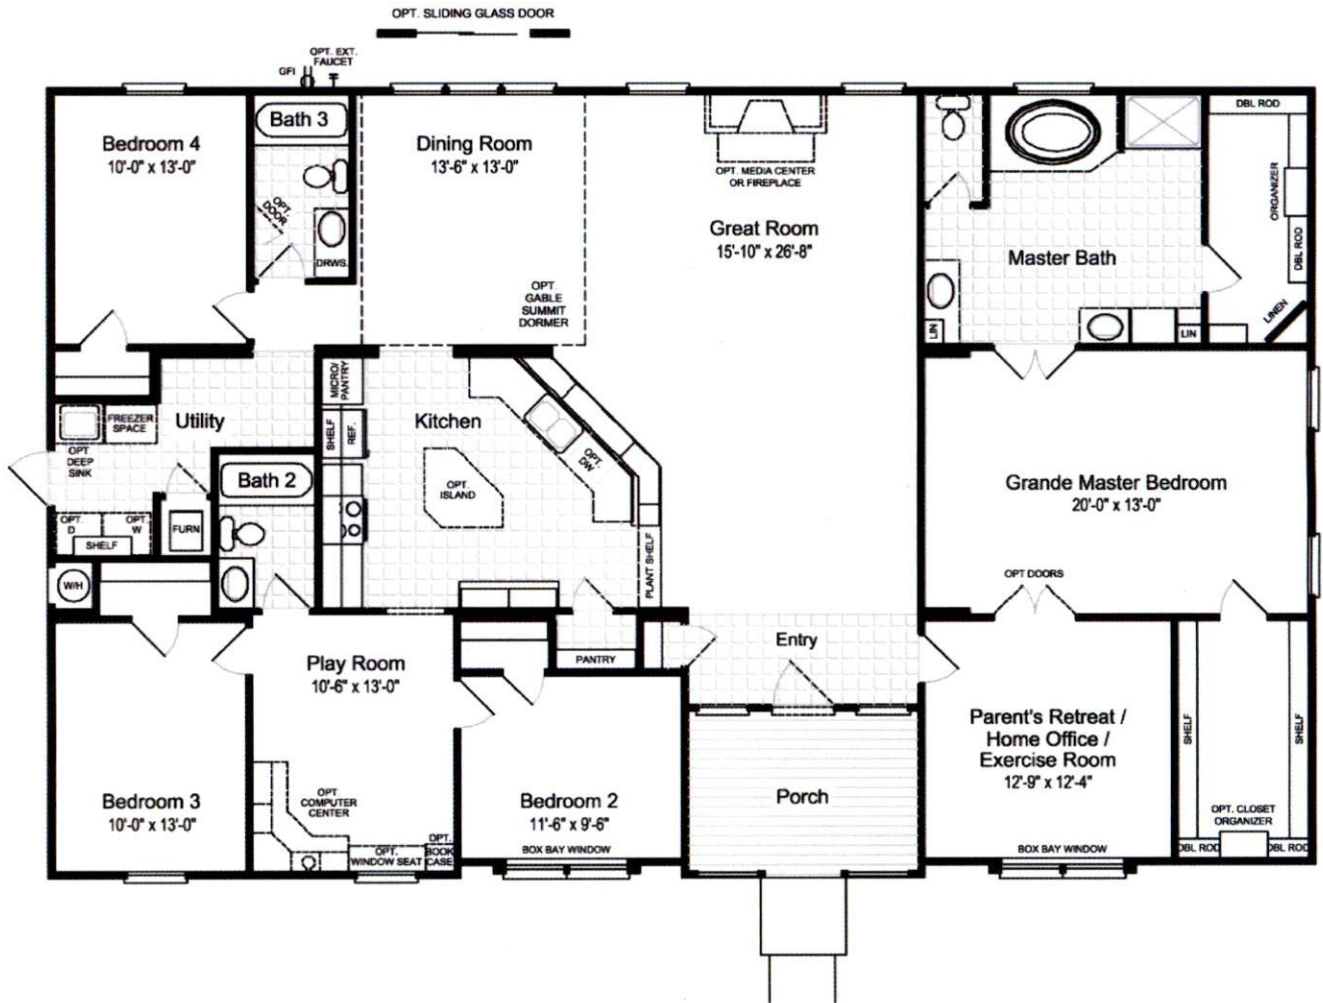 OPT. SLIDING GLASS DOOR
OPT. EXT.
FAUCET
GFI
Bath 3
DBL ROD
Bedroom 4
10'-0" x 13'-0"
Dining Room
13'-6" x 13'-0"
OPT. MEDIA CENTER
OR FIREPLACE
ORGANIZER
OPT.
DOOR
Great Room
15'-10" x 26'-8"
DBL ROD
DRWS.
Master Bath
OPT.
GABLE
SUMMIT
DORMER
LIN
LIN
LINEN
MICRO/
PANTRY
FREEZER
SPACE
Utility
SHELF
REF.
Kitchen
OPT
DEEP
SINK
OPT.
DW
Bath 2
OPT.
ISLAND
Grande Master Bedroom
20'-0" x 13'-0"
OPT.
D
OPT.
W
SHELF
FURN
PLANT SHELF
W/H
OPT DOORS
Entry
PANTRY
Play Room
10'-6" x 13'-0"
Parent's Retreat /
Home Office /
Exercise Room
12'-9" x 12'-4"
SHELF
SHELF
Bedroom 3
10'-0" x 13'-0"
OPT
COMPUTER
CENTER
Bedroom 2
11'-6" x 9'-6"
Porch
OPT. CLOSET
ORGANIZER
OPT.
WINDOW SEAT
OPT.
BOOK
CASE
BOX BAY WINDOW
BOX BAY WINDOW
DBL ROD
DBL ROD